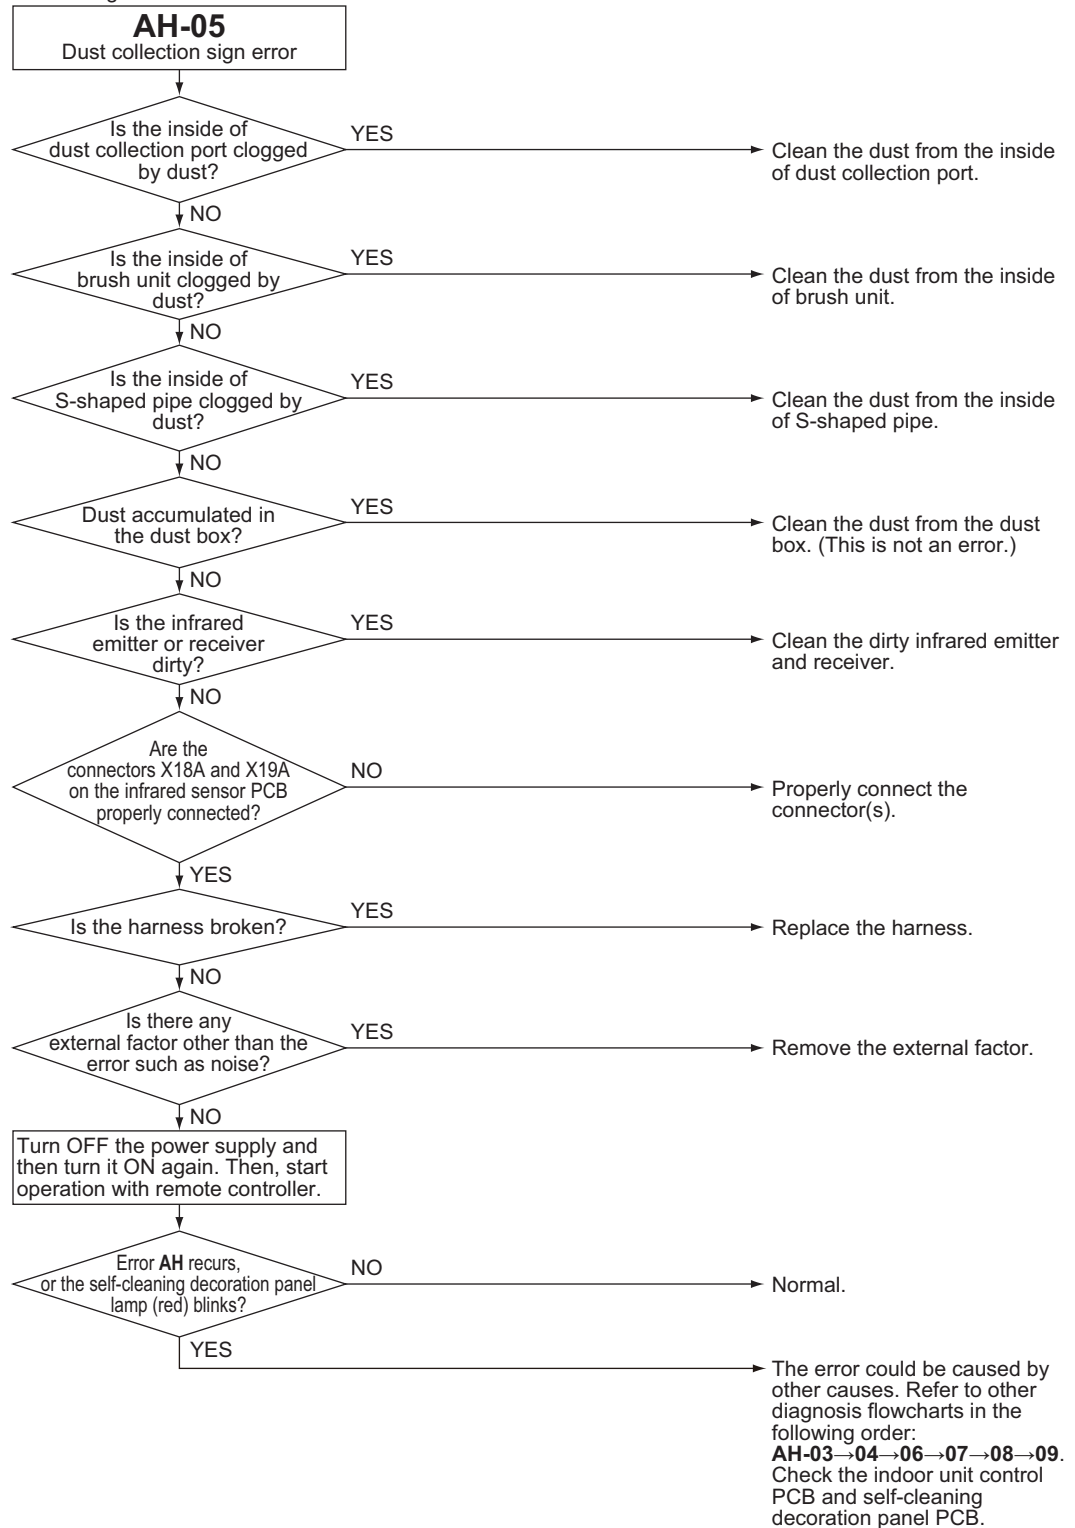 AH-05
Dust collection sign error
Is the inside of
dust collection port clogged
by dust?
YES
Clean the dust from the inside
of dust collection port.
NO
Is the inside of
brush unit clogged by
dust?
YES
Clean the dust from the inside
of brush unit.
NO
Is the inside of
S-shaped pipe clogged by
dust?
YES
Clean the dust from the inside
of S-shaped pipe.
NO
Dust accumulated in
the dust box?
YES
Clean the dust from the dust
box. (This is not an error.)
NO
Is the infrared
emitter or receiver
dirty?
YES
Clean the dirty infrared emitter
and receiver.
NO
Are the
connectors X18A and X19A
on the infrared sensor PCB
properly connected?
NO
Properly connect the
connector(s).
YES
Is the harness broken?
YES
Replace the harness.
NO
Is there any
external factor other than the
error such as noise?
YES
Remove the external factor.
NO
Turn OFF the power supply and
then turn it ON again. Then, start
operation with remote controller.
Error AH recurs,
or the self-cleaning decoration panel
lamp (red) blinks?
NO
Normal.
YES
The error could be caused by
other causes. Refer to other
diagnosis flowcharts in the
following order:
AH-03→04→06→07→08→09.
Check the indoor unit control
PCB and self-cleaning
decoration panel PCB.